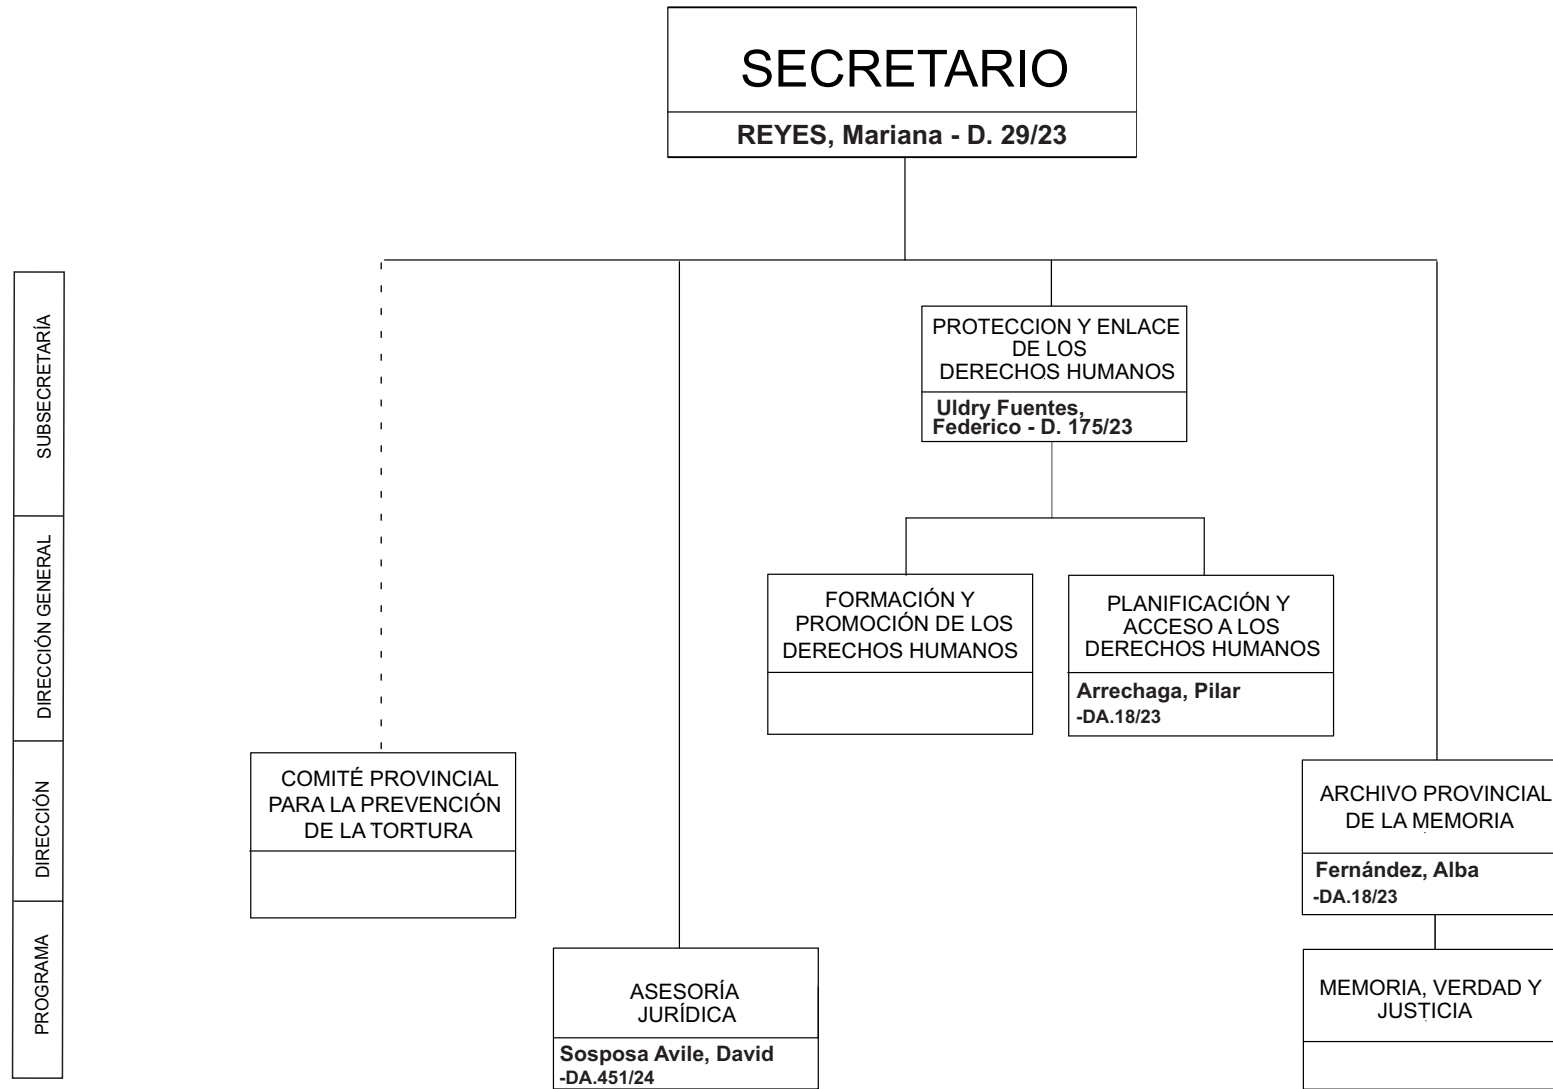 SECRETARIO
REYES, Mariana - D. 29/23
SUBSECRETARÍA
PROTECCION Y ENLACE
DE LOS
DERECHOS HUMANOS
Uldry Fuentes,
Federico - D. 175/23
DIRECCIÓN GENERAL
FORMACIÓN Y
PROMOCIÓN DE LOS
DERECHOS HUMANOS
PLANIFICACIÓN Y
ACCESO A LOS
DERECHOS HUMANOS
Arrechaga, Pilar
-DA.18/23
DIRECCIÓN
COMITÉ PROVINCIAL
PARA LA PREVENCIÓN
DE LA TORTURA
ARCHIVO PROVINCIAL
DE LA MEMORIA
Fernández, Alba
-DA.18/23
PROGRAMA
ASESORÍA
JURÍDICA
Sosposa Avile, David
-DA.451/24
MEMORIA, VERDAD Y
JUSTICIA